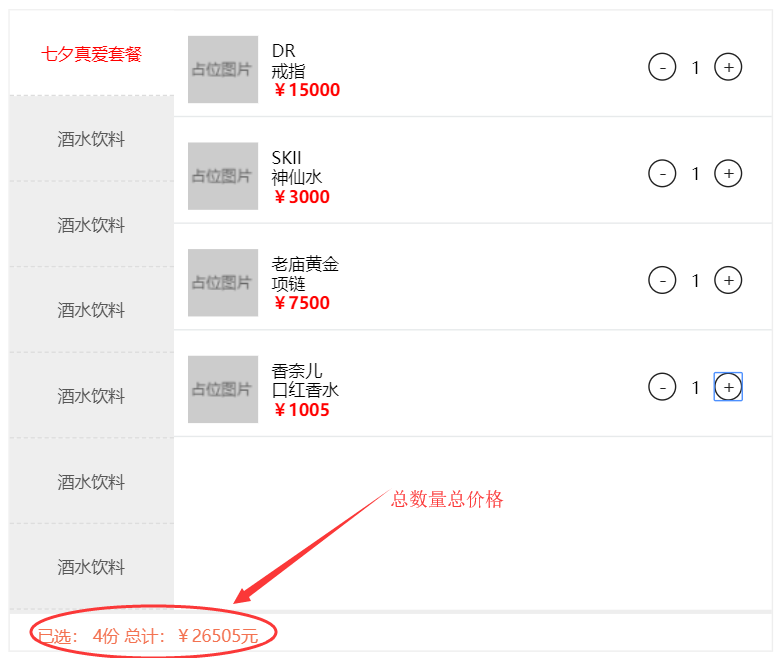 七夕真爱套餐
酒水饮料
酒水饮料
酒水饮料
酒水饮料
酒水饮料
酒水饮料
占位图片
DR
戒指
￥15000
- 1 +
占位图片
SKII
神仙水
￥3000
- 1 +
占位图片
老庙黄金
项链
￥7500
- 1 +
占位图片
香奈儿
口红香水
￥1005
- 1 +
总数量总价格
已选： 4份 总计：￥26505元